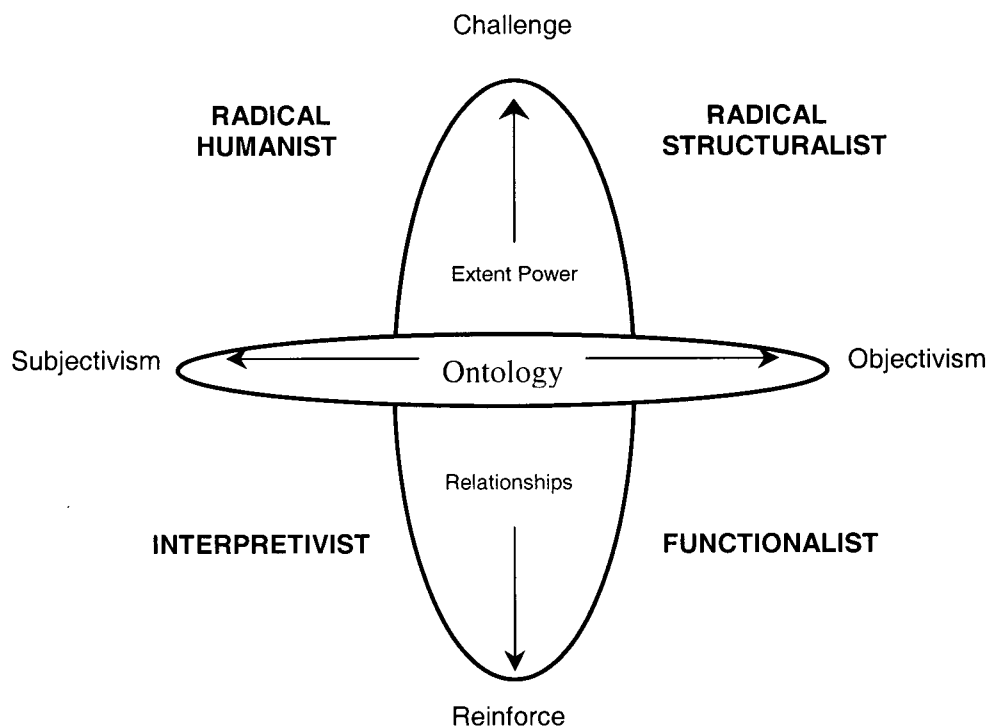 Challenge
RADICAL
HUMANIST
RADICAL
STRUCTURALIST
Extent Power
Subjectivism
Ontology
Objectivism
Relationships
INTERPRETIVIST
FUNCTIONALIST
Reinforce